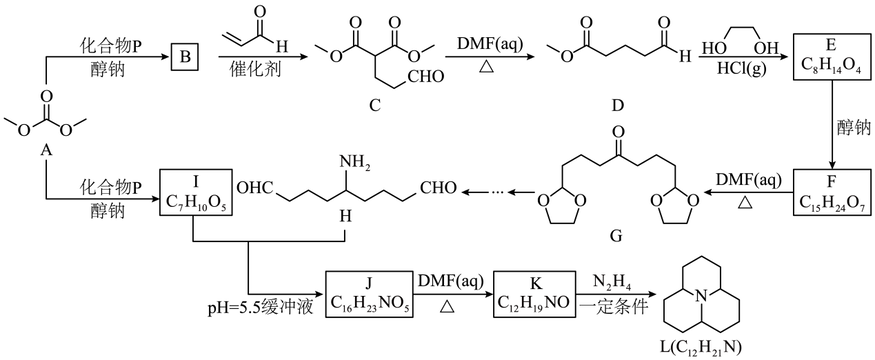 化合物P
醇钠
B
H
O
催化剂
O O
O O
CHO
C
DMF(aq)
△
O O
O H
D
HO OH
HCl(g)
E
C₈H₁₄O₄
O
O O
A
醇钠
化合物P
醇钠
I
C₇H₁₀O₅
NH₂
OHC CHO
H
···
O
O O
O O
G
DMF(aq)
△
F
C₁₅H₂₄O₇
pH=5.5缓冲液
J
C₁₆H₂₃NO₅
DMF(aq)
△
K
C₁₂H₁₉NO
N₂H₄
一定条件
N
L(C₁₂H₂₁N)